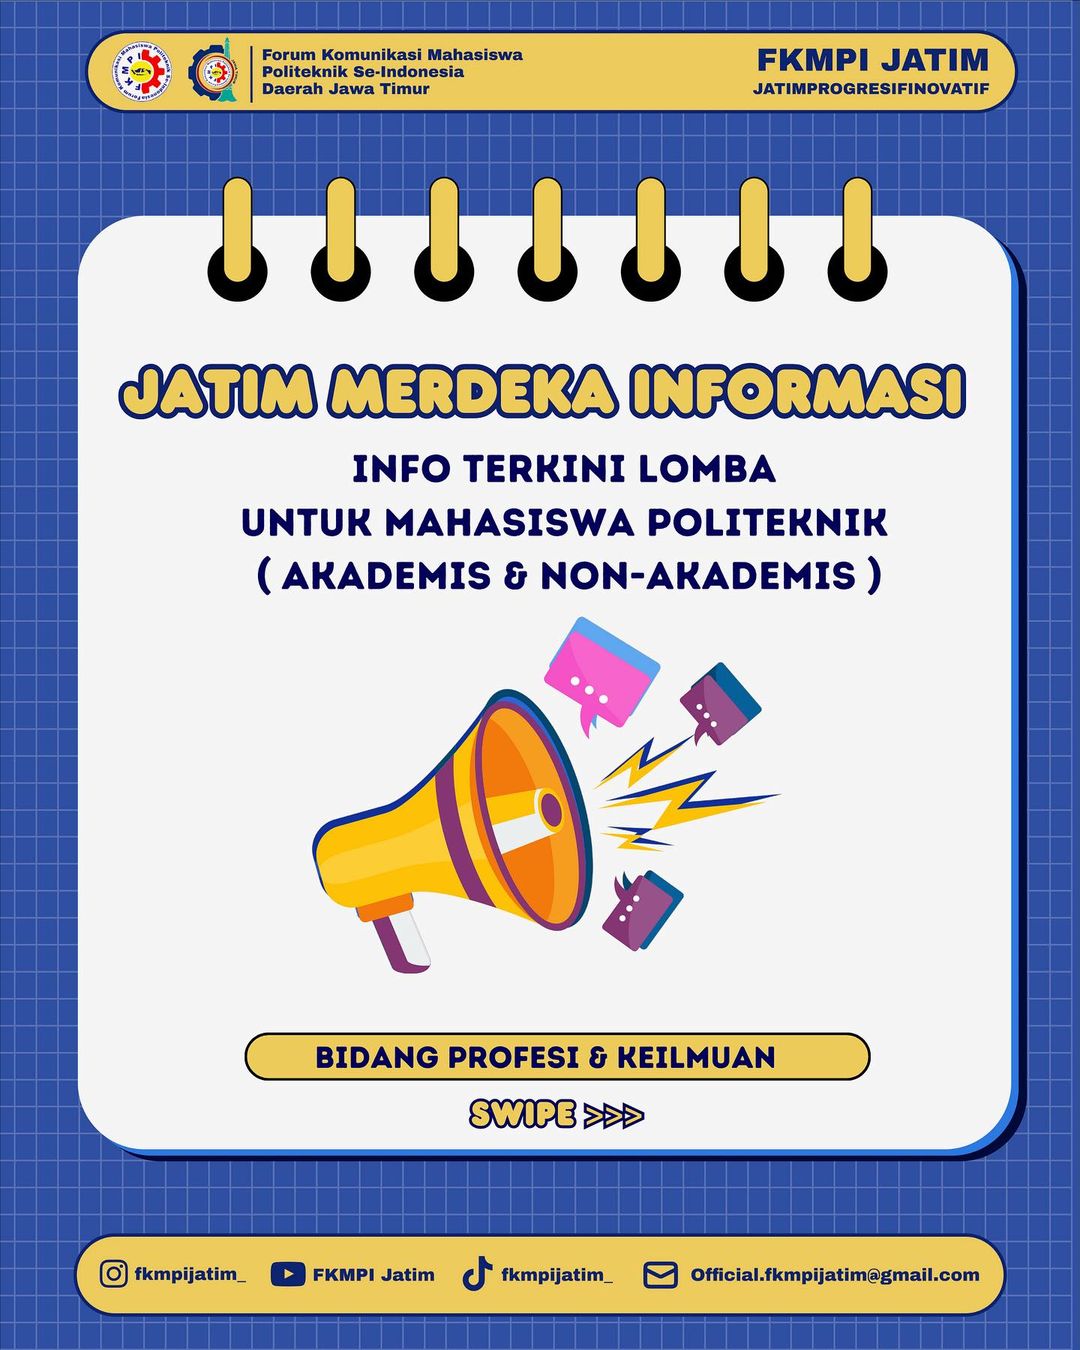 Forum Komunikasi Mahasiswa
Politeknik Se-Indonesia
Daerah Jawa Timur
FKMPI JATIM
JATIMPROGRESIFINOVATIF
JATIM MERDEKA INFORMASI
INFO TERKINI LOMBA
UNTUK MAHASISWA POLITEKNIK
( AKADEMIS & NON-AKADEMIS )
BIDANG PROFESI & KEILMUAN
SWIPE >>>
fkmpijatim_
FKMPI Jatim
fkmpijatim_
Official.fkmpijatim@gmail.com